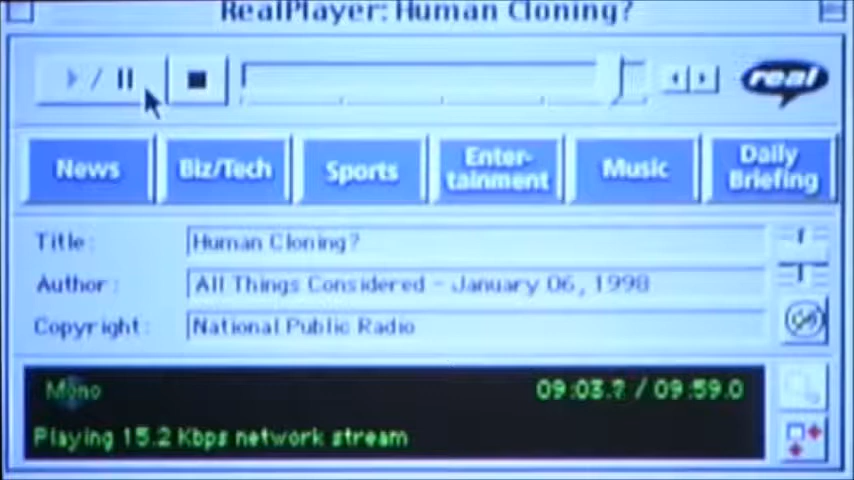 RealPlayer: Human Cloning?
real
News
Biz/Tech
Sports
Enter-
tainment
Music
Daily
Briefing
Title: Human Cloning?
Author: All Things Considered - January 06, 1998
Copyright: National Public Radio
Mono 09:03. / 09:59.0
Playing 15.2 Kbps network stream